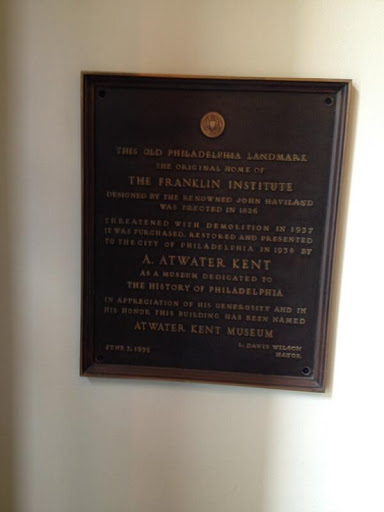 THIS OLD PHILADELPHIA LANDMARK
THE ORIGINAL HOME OF
THE FRANKLIN INSTITUTE
DESIGNED BY THE RENOWNED JOHN HAVILAND
WAS ERECTED IN 1826
THREATENED WITH DEMOLITION IN 1937
IT WAS PURCHASED, RESTORED AND PRESENTED
TO THE CITY OF PHILADELPHIA IN 1938 BY
A. ATWATER KENT
AS A MUSEUM DEDICATED TO
THE HISTORY OF PHILADELPHIA
IN APPRECIATION OF HIS GENEROSITY AND IN
HIS HONOR THIS BUILDING HAS BEEN NAMED
ATWATER KENT MUSEUM
JUNE
S. DAVIS WILSON
MAYOR